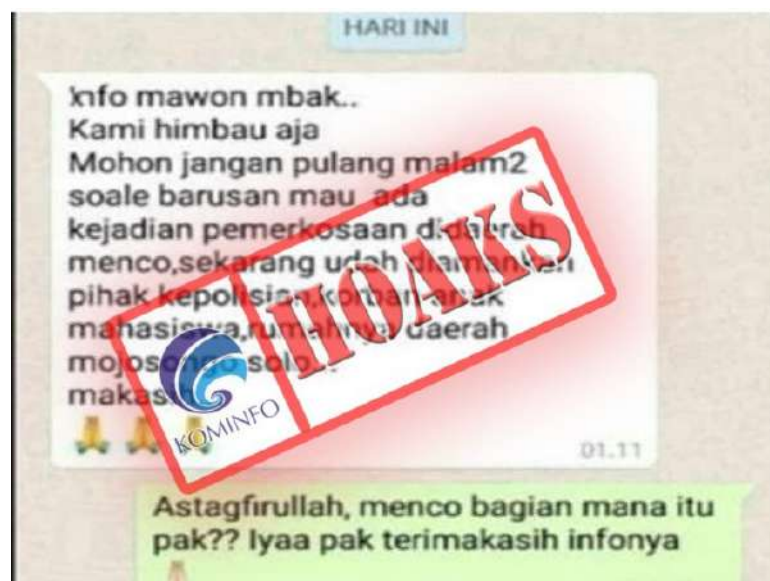 HARI INI
Info mawon mbak..
Kami himbau aja
Mohon jangan pulang malam2
soale barusan mau ada
kejadian pemerkosaan didaerah
menco,sekarang udah diamankan
pihak kepolisian,korban anak
mahasiswa,rumahnya daerah
mojosongo solo..
makasih
HOAKS
KOMINFO
01.11
Astagfirullah, menco bagian mana itu
pak?? Iyaa pak terimakasih infonya